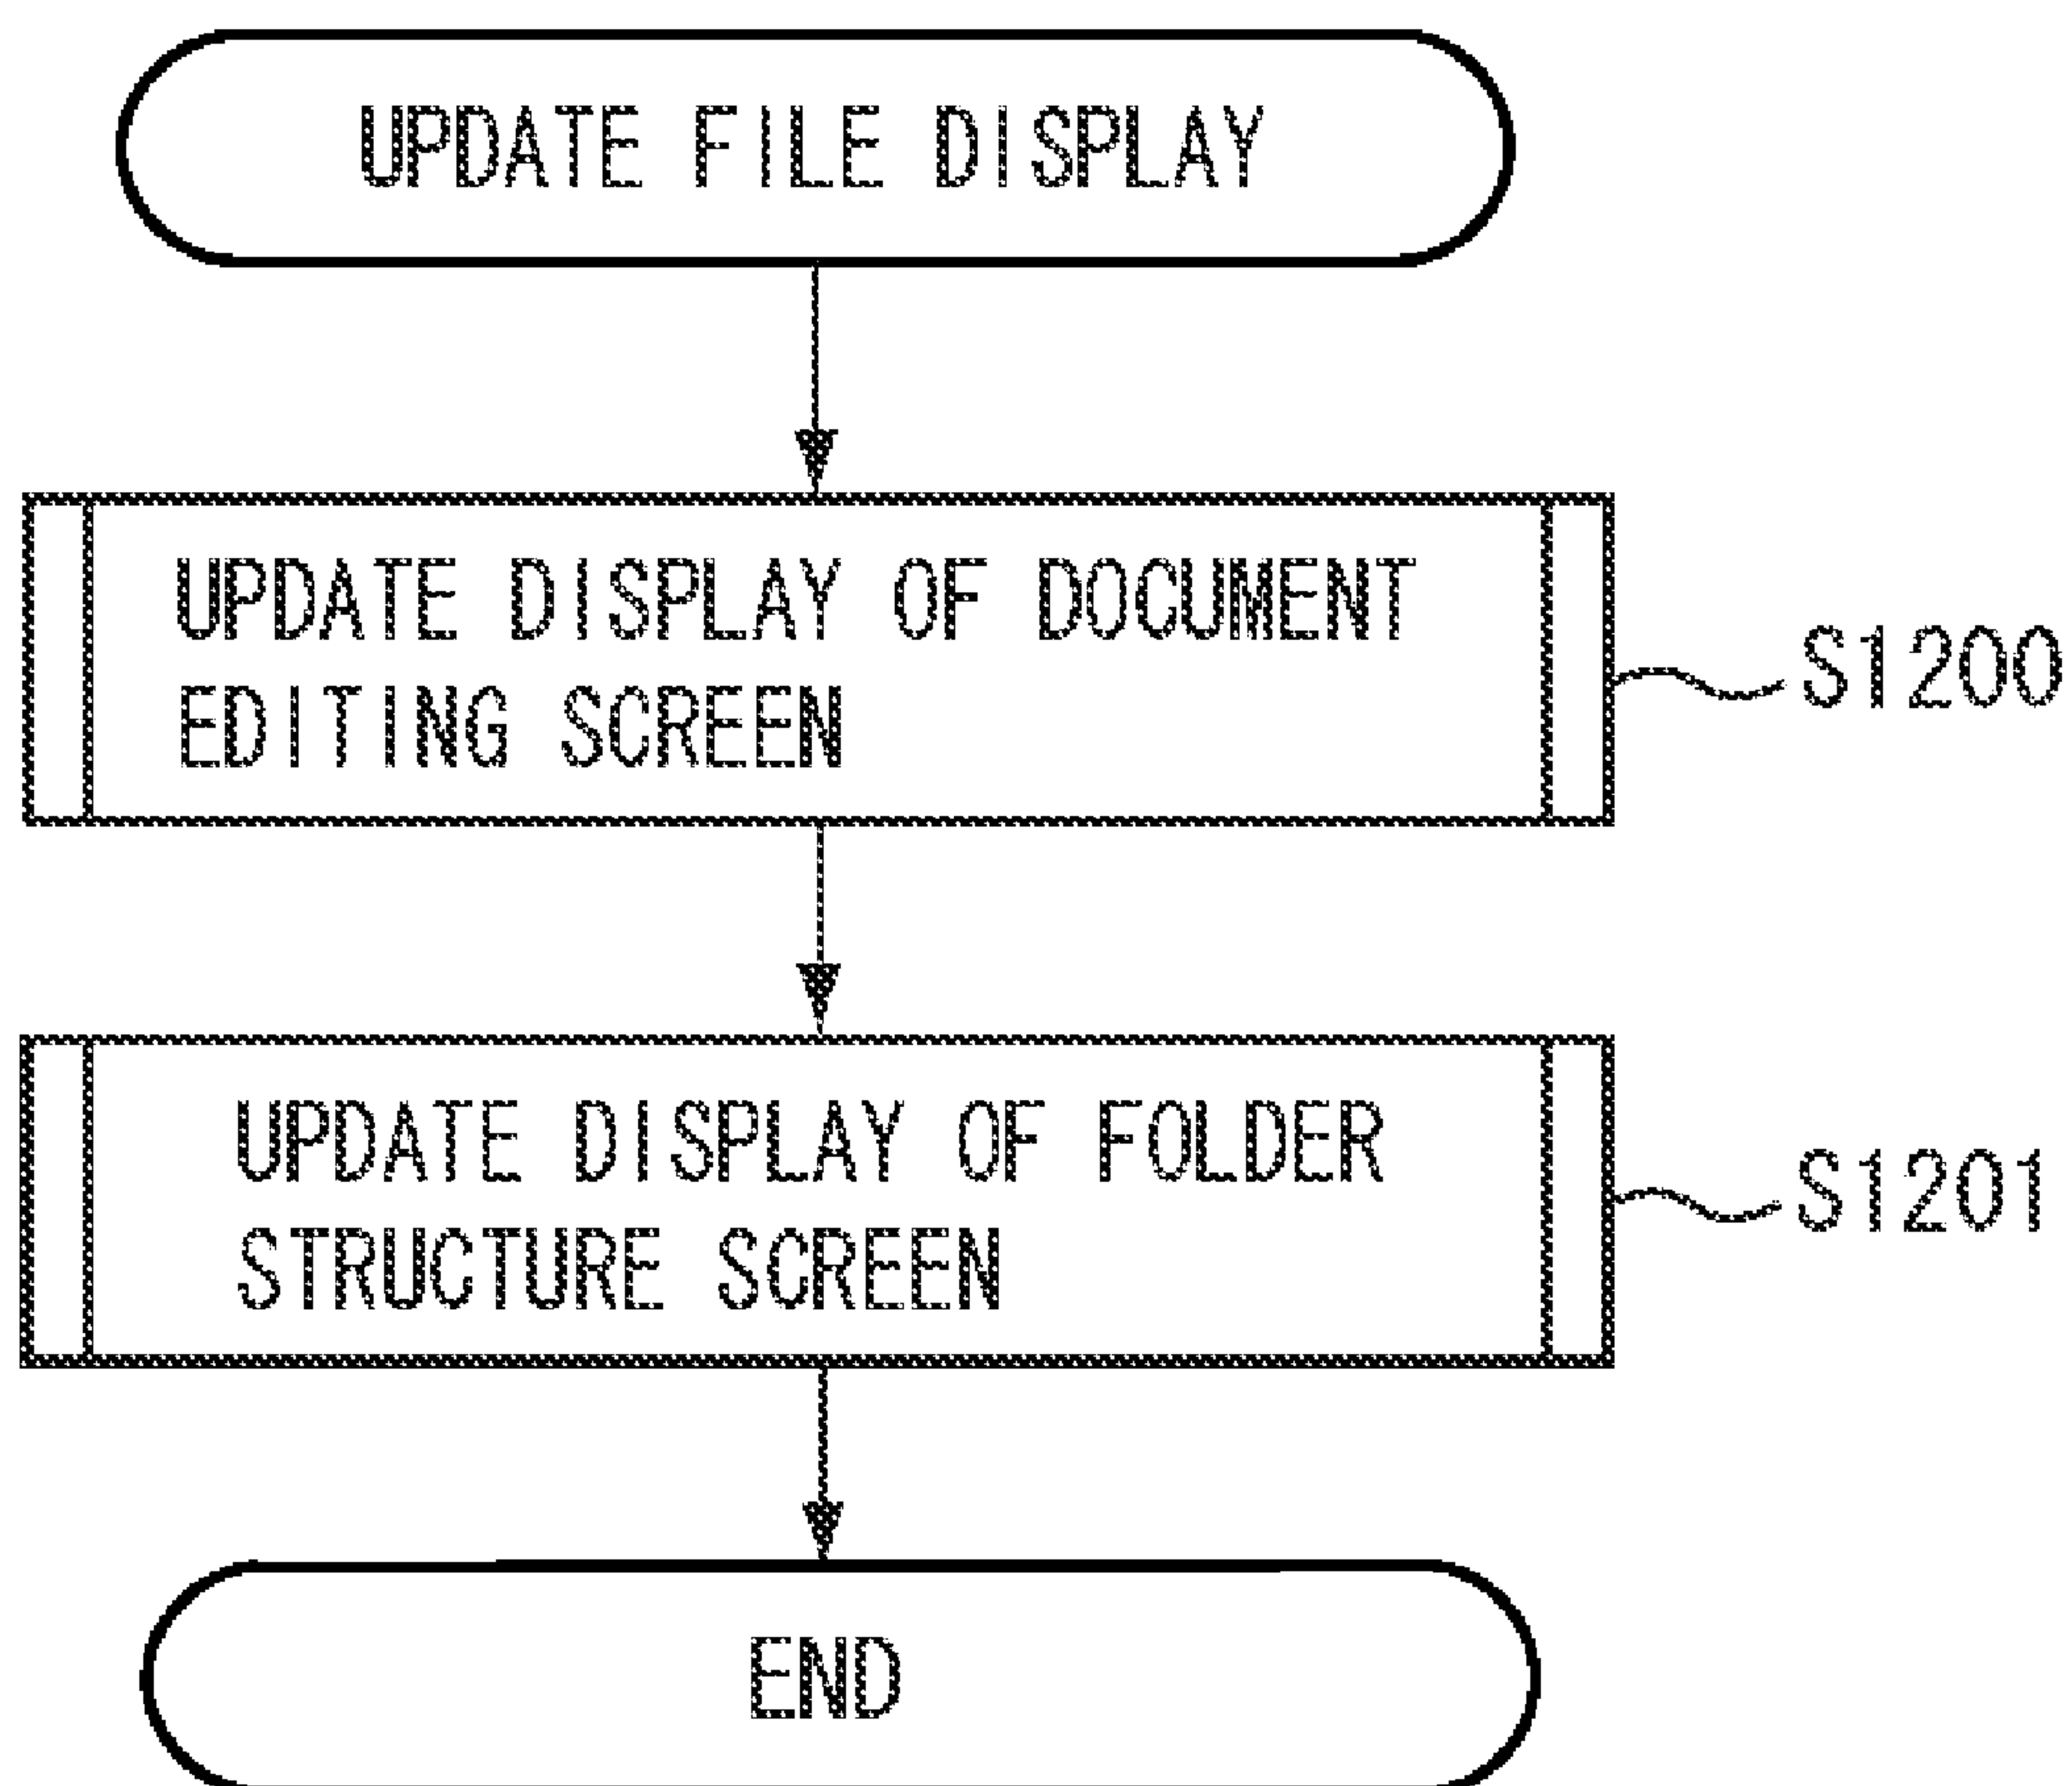 UPDATE FILE DISPLAY
UPDATE DISPLAY OF DOCUMENT
EDITING SCREEN
S1200
UPDATE DISPLAY OF FOLDER
STRUCTURE SCREEN
S1201
END